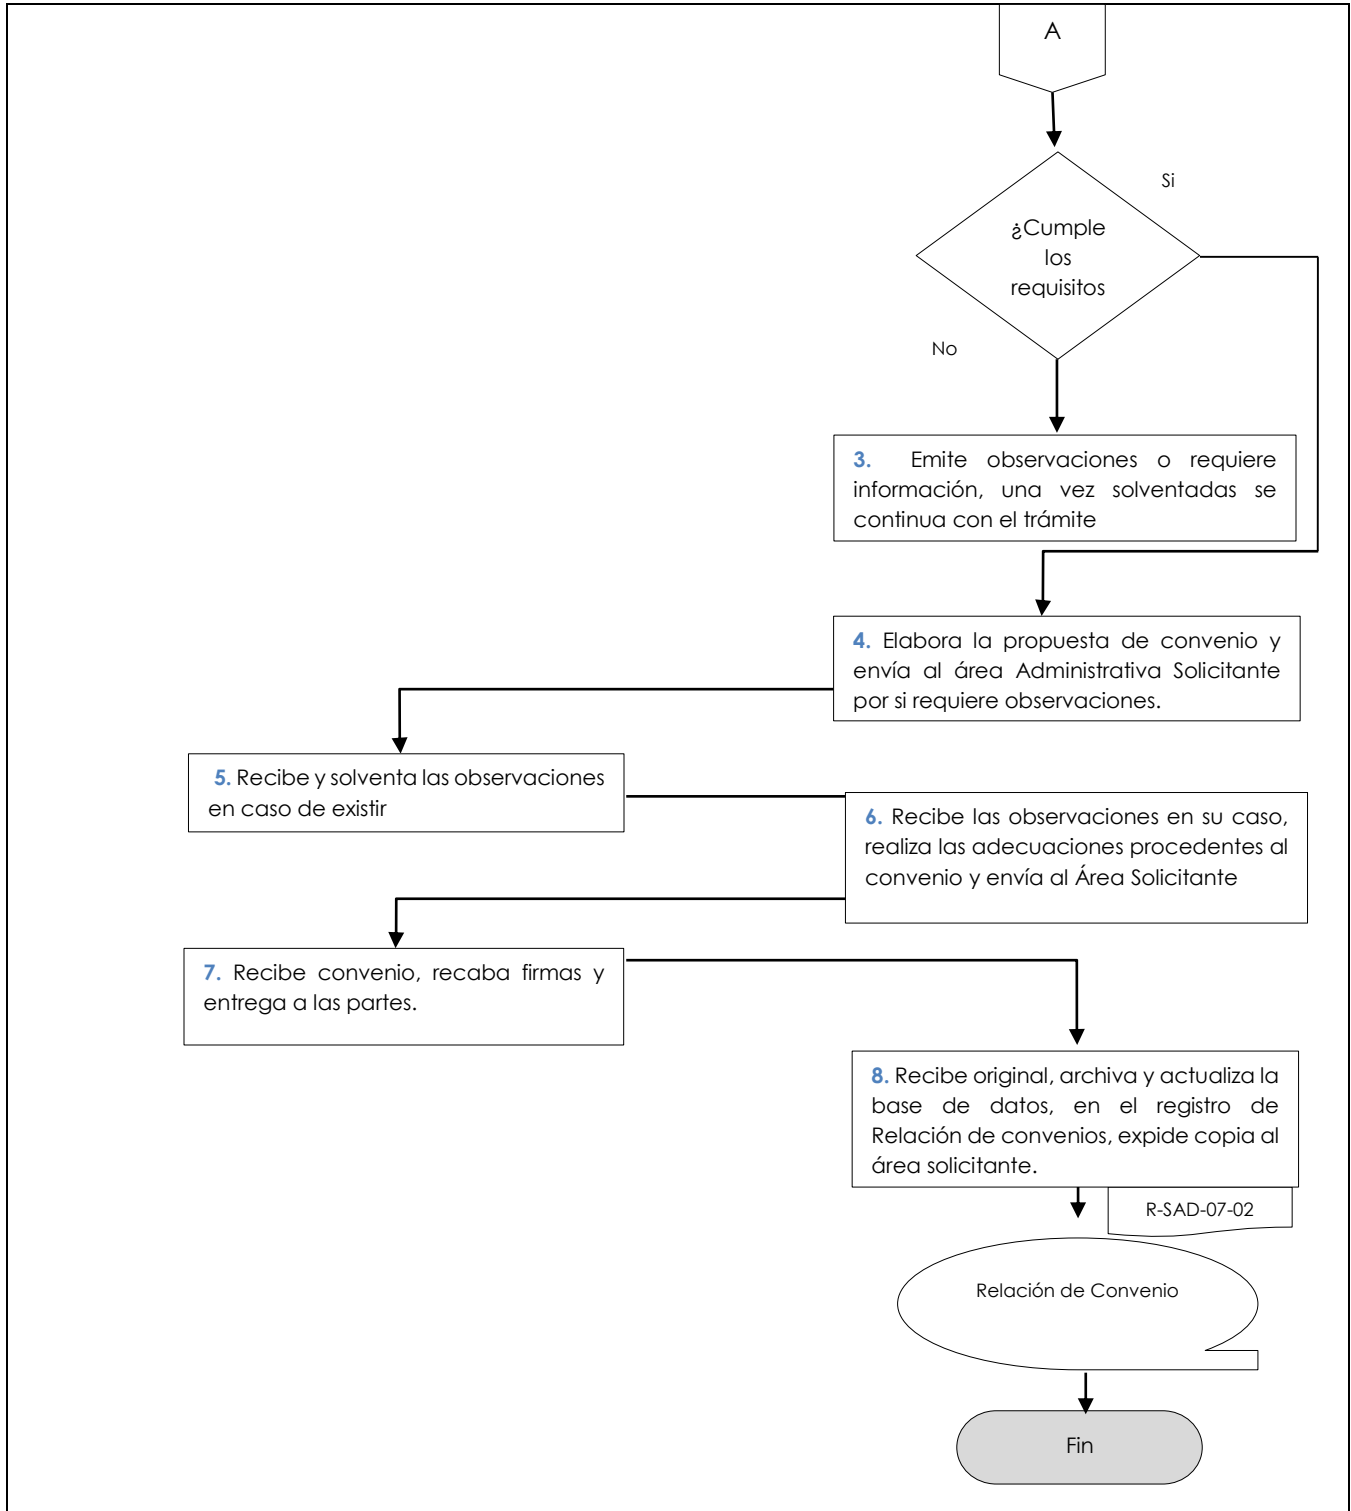 A
Si
¿Cumple
los
requisitos
No
3. Emite observaciones o requiere
información, una vez solventadas se
continua con el trámite
4. Elabora la propuesta de convenio y
envía al área Administrativa Solicitante
por si requiere observaciones.
5. Recibe y solventa las observaciones
en caso de existir
6. Recibe las observaciones en su caso,
realiza las adecuaciones procedentes al
convenio y envía al Área Solicitante
7. Recibe convenio, recaba firmas y
entrega a las partes.
8. Recibe original, archiva y actualiza la
base de datos, en el registro de
Relación de convenios, expide copia al
área solicitante.
R-SAD-07-02
Relación de Convenio
Fin